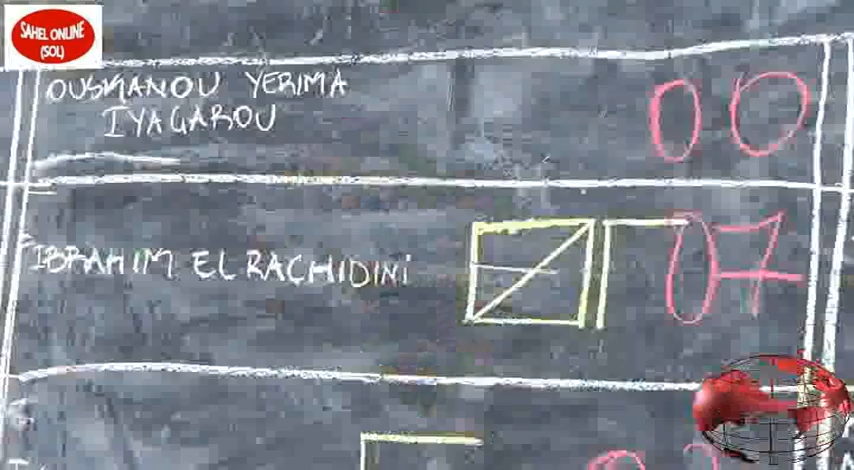 SAHEL ONLINE
(SOL)
OUSMANOU YERIMA
IYAGAROU
00
IBRAHIM EL RACHIDINI
07